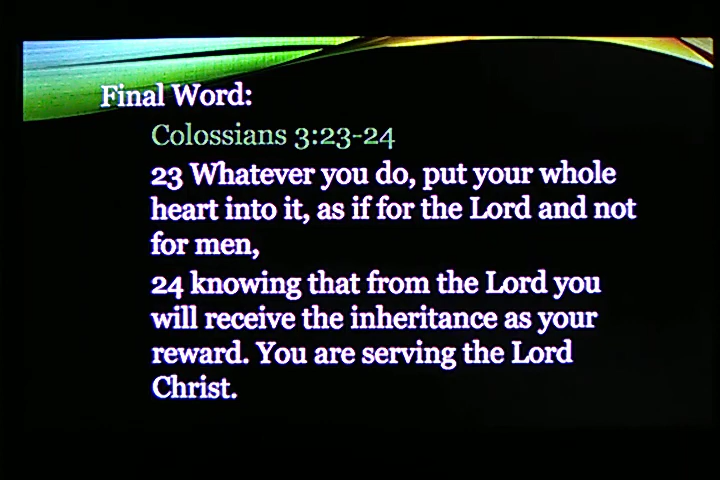 Final Word:
Colossians 3:23-24
23 Whatever you do, put your whole
heart into it, as if for the Lord and not
for men,
24 knowing that from the Lord you
will receive the inheritance as your
reward. You are serving the Lord
Christ.